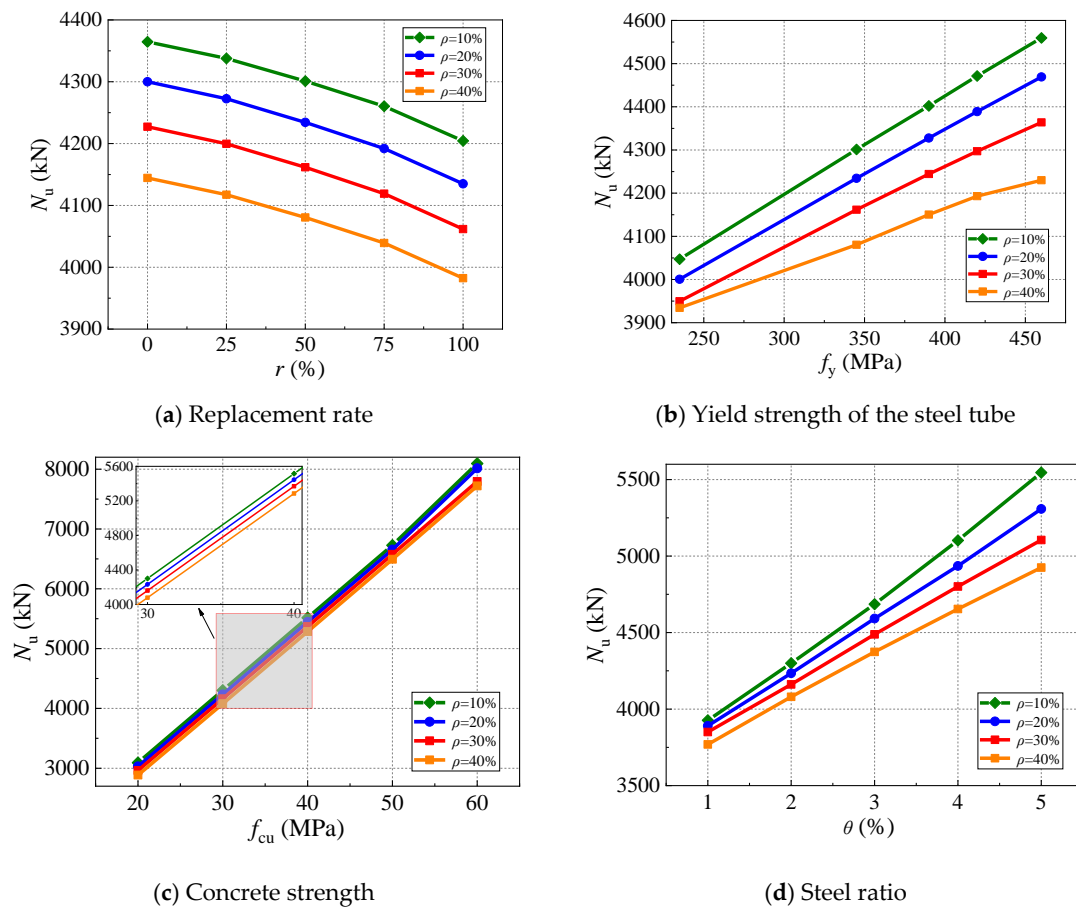 4400
4300
4200
4100
4000
3900
N_u (kN)
0 25 50 75 100
r (%)
ρ=10%
ρ=20%
ρ=30%
ρ=40%
(a) Replacement rate
4600
4500
4400
4300
4200
4100
4000
3900
N_u (kN)
250 300 350 400 450
f_y (MPa)
ρ=10%
ρ=20%
ρ=30%
ρ=40%
(b) Yield strength of the steel tube
8000
7000
6000
5000
4000
3000
N_u (kN)
5600
5200
4800
4400
4000
30 40
20 30 40 50 60
f_cu (MPa)
ρ=10%
ρ=20%
ρ=30%
ρ=40%
(c) Concrete strength
5500
5000
4500
4000
3500
N_u (kN)
1 2 3 4 5
θ (%)
ρ=10%
ρ=20%
ρ=30%
ρ=40%
(d) Steel ratio